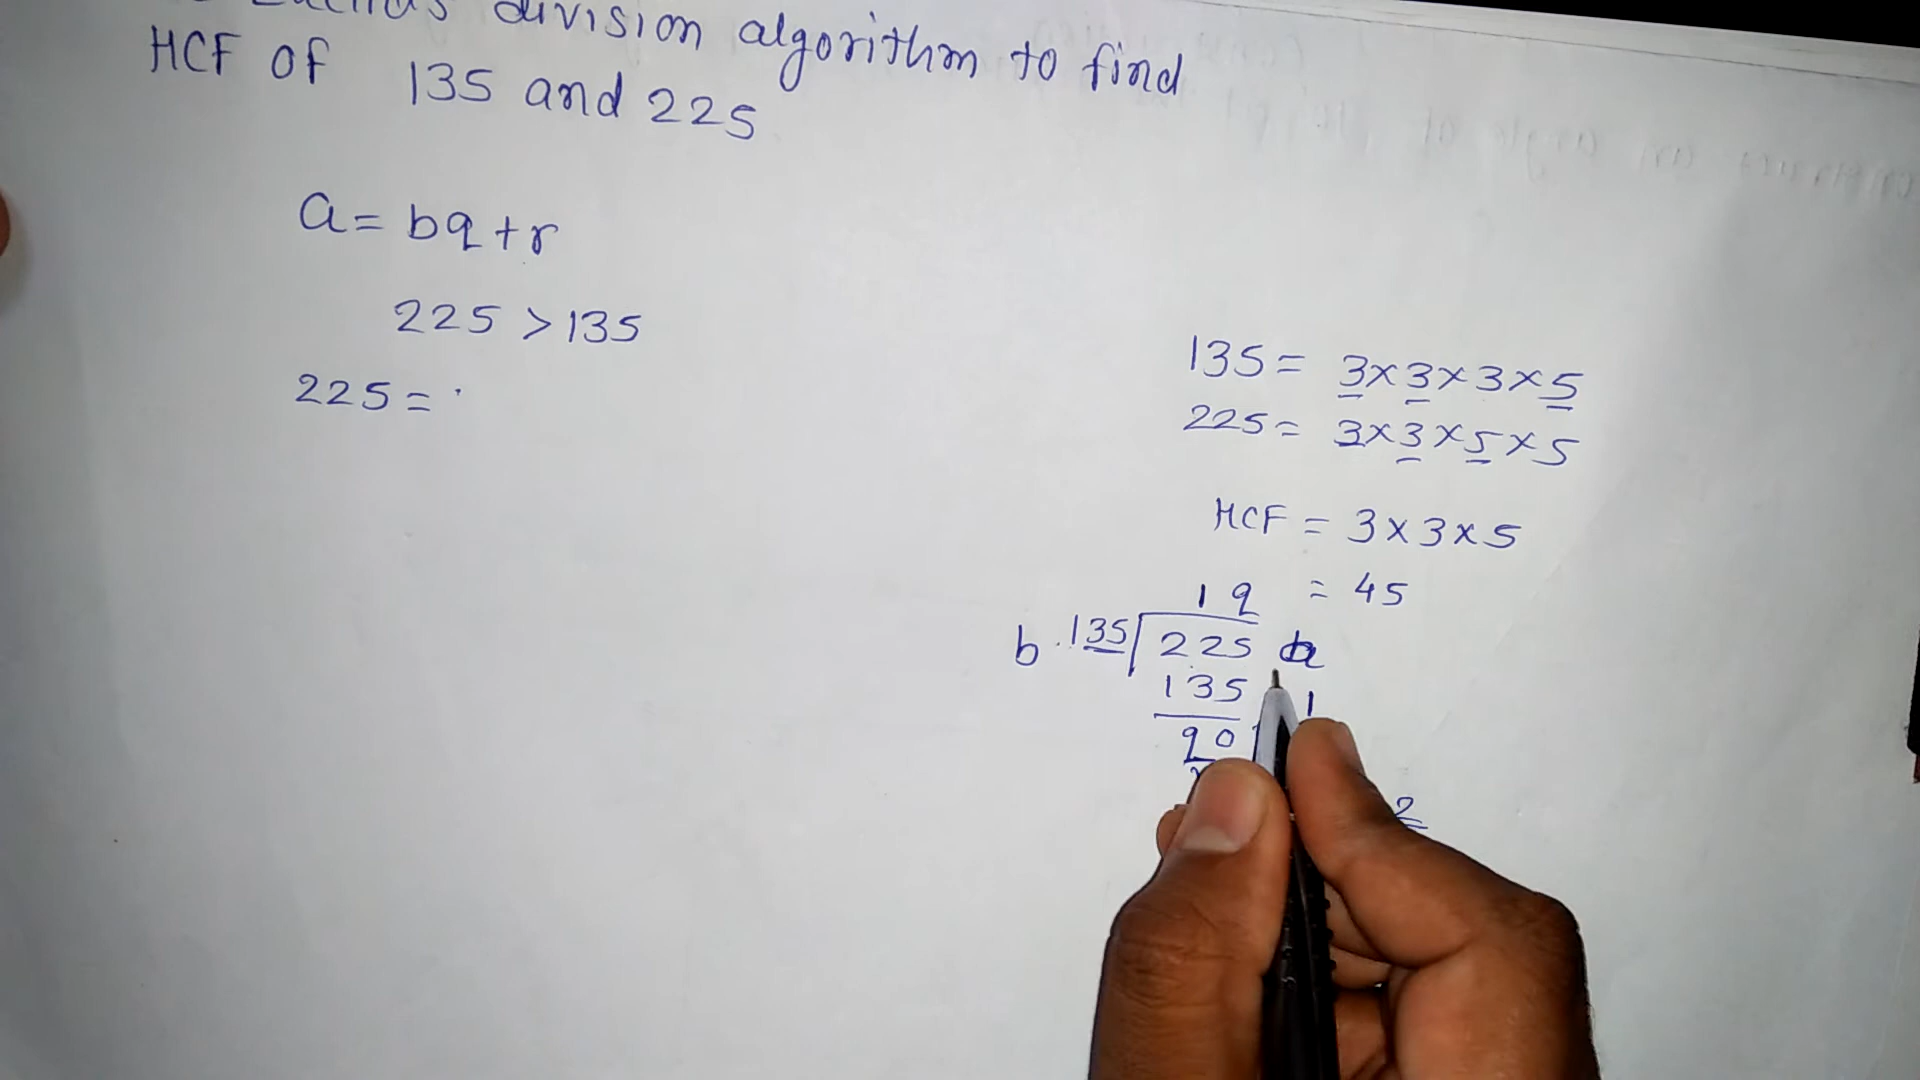 division algorithm to find
HCF of 135 and 225
a = bq + r
225 > 135
225 =
135 = 3 × 3 × 3 × 5
225 = 3 × 3 × 5 × 5
HCF = 3 × 3 × 5
= 45
1 q
b 135 225 a
135
90
2